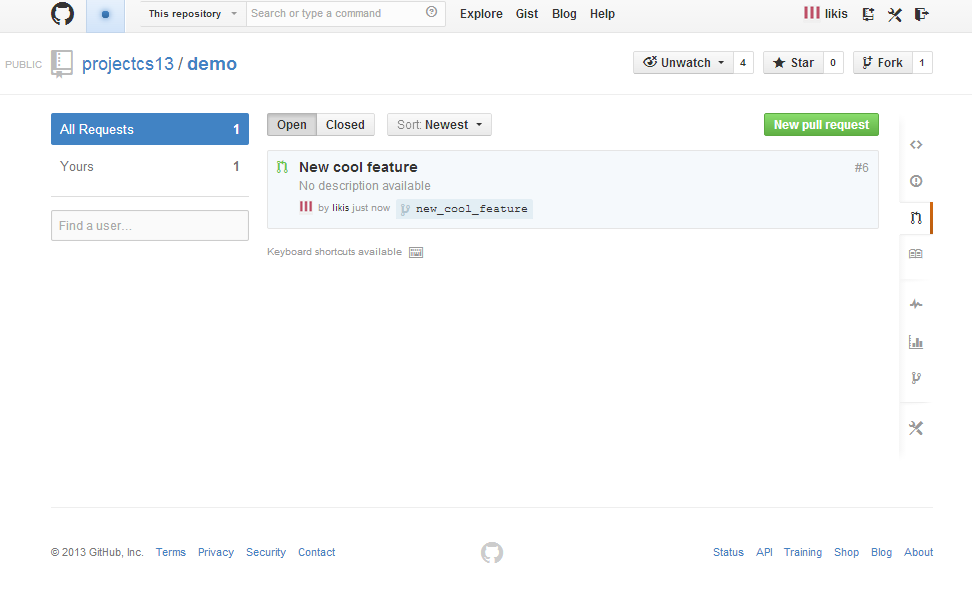 This repository Search or type a command Explore Gist Blog Help likis
PUBLIC projectcs13 / demo Unwatch 4 Star 0 Fork 1
All Requests 1
Yours 1
Find a user...
Open Closed Sort: Newest New pull request
New cool feature #6
No description available
by likis just now new_cool_feature
Keyboard shortcuts available
© 2013 GitHub, Inc. Terms Privacy Security Contact Status API Training Shop Blog About